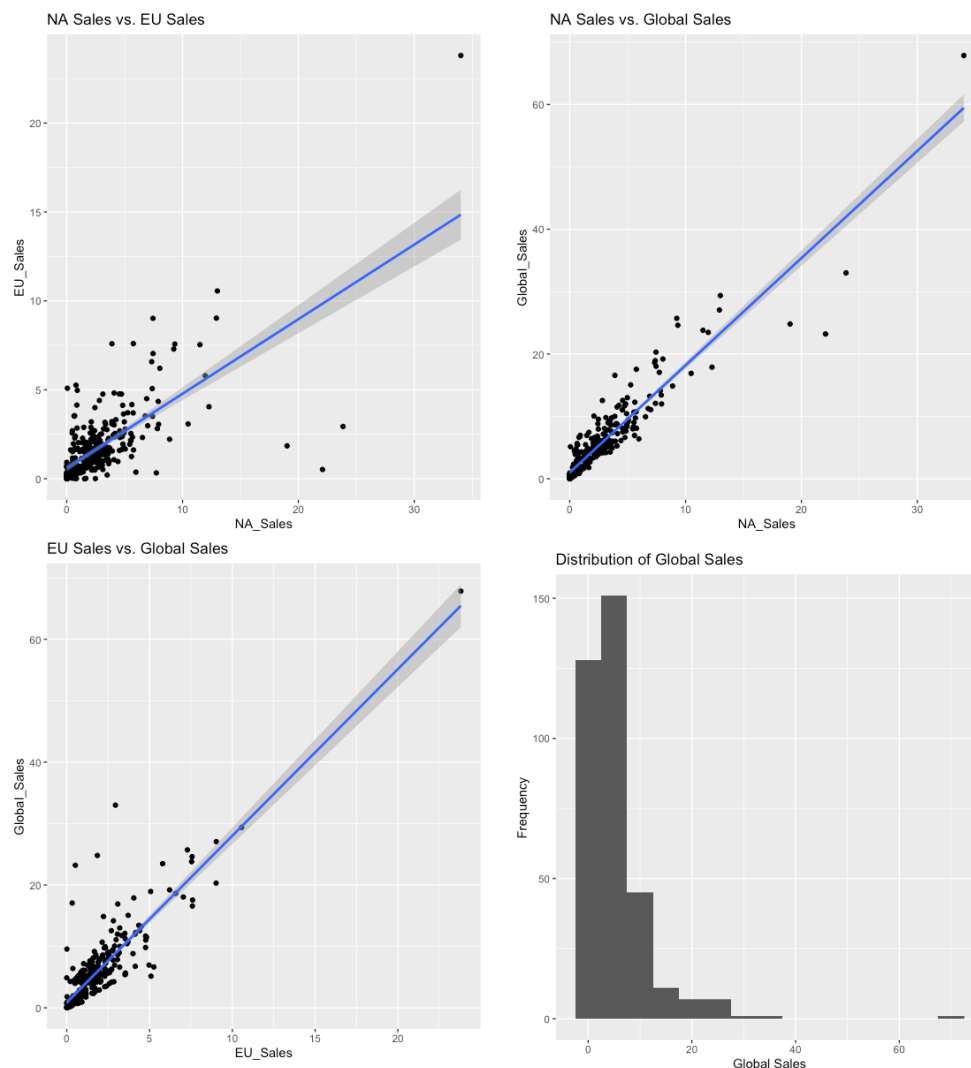 NA Sales vs. EU Sales
EU_Sales
20
15
10
5
0
0 10 20 30
NA_Sales
NA Sales vs. Global Sales
Global_Sales
60
40
20
0
0 10 20 30
NA_Sales
EU Sales vs. Global Sales
Global_Sales
60
40
20
0
0 5 10 15 20
EU_Sales
Distribution of Global Sales
Frequency
150
100
50
0
0 20 40 60
Global Sales